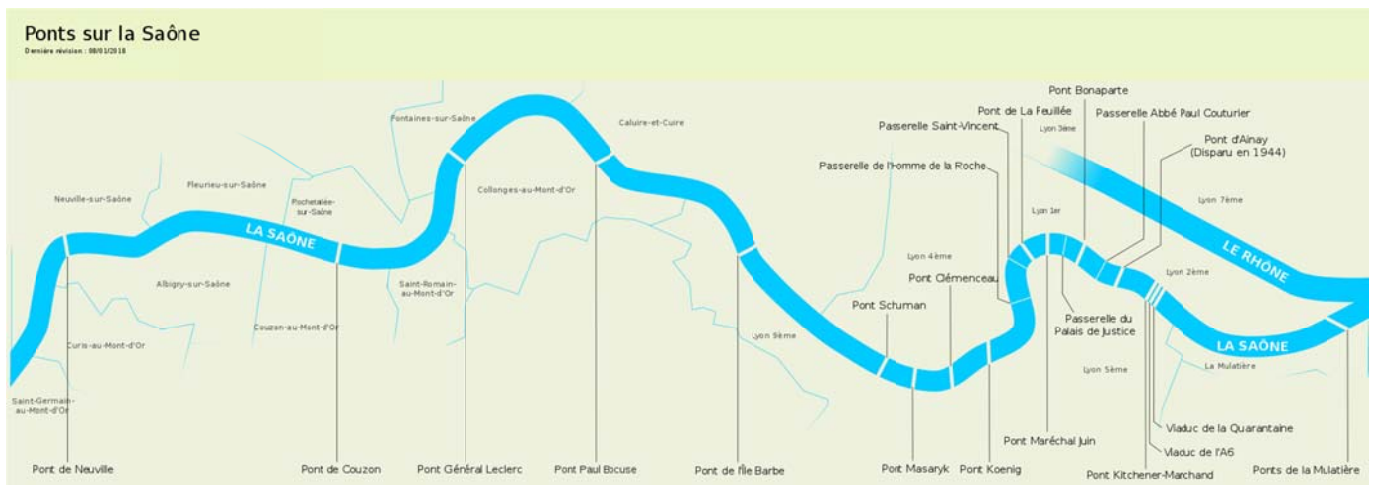 Ponts sur la Saône
Dernière révision : 08/01/2018
Pont Bonaparte
Pont de La Feuillée
Passerelle Abbé Paul Couturier
Fontaines-sur-Saône
Caluire-et-Cuire
Passerelle Saint-Vincent
Lyon 3ème
Pont d'Ainay
(Disparu en 1944)
Passerelle de l'Homme de la Roche
Fleurieu-sur-Saône
Collonges-au-Mont-d'Or
Neuville-sur-Saône
Rochetaillée-
sur-Saône
Lyon 7ème
Lyon 1er
LA SAÔNE
LE RHÔNE
Lyon 4ème
Lyon 2ème
Pont Clémenceau
Albigny-sur-Saône
Saint-Romain-
au-Mont-d'Or
Pont Schuman
Passerelle du
Palais de Justice
Couzon-au-Mont-d'Or
Lyon 9ème
Curis-au-Mont-d'Or
LA SAÔNE
La Mulatière
Lyon 5ème
Saint-Germain-
au-Mont-d'Or
Viaduc de la Quarantaine
Pont Maréchal Juin
Viaduc de l'A6
Pont de Neuville
Pont de Couzon
Pont Général Leclerc
Pont Paul Bocuse
Pont de l'Île Barbe
Pont Masaryk
Pont Koenig
Pont Kitchener-Marchand
Ponts de la Mulatière